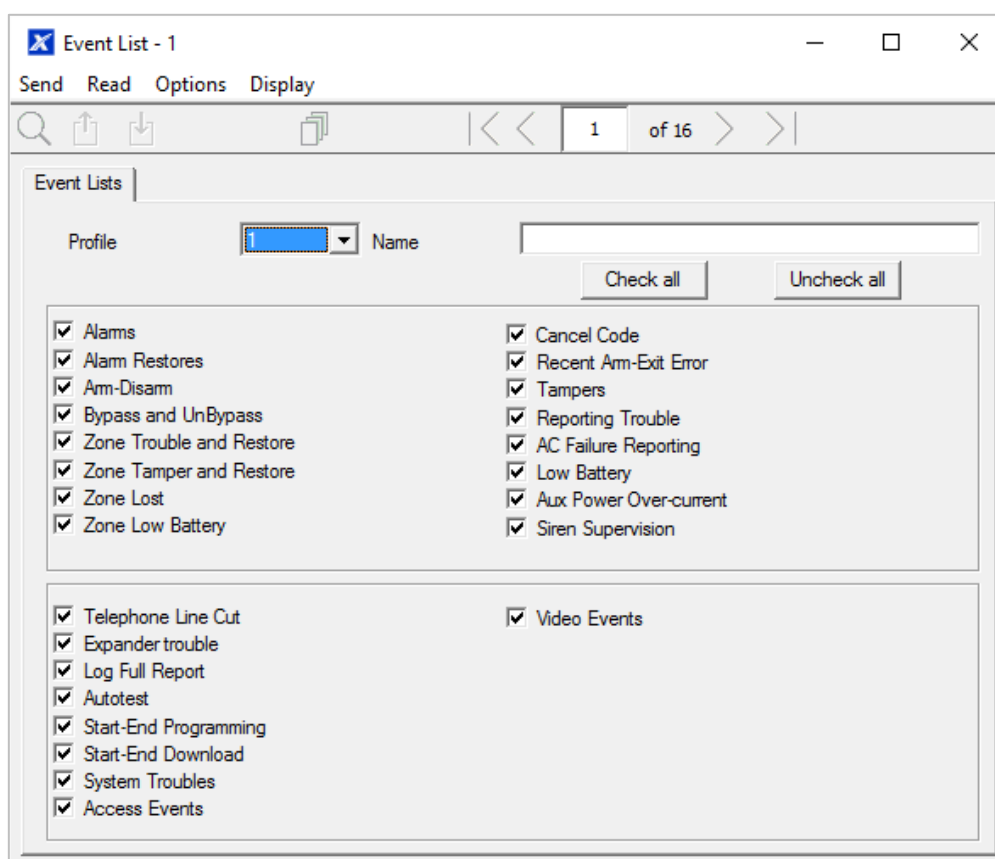 Event List - 1
Send Read Options Display
1 of 16
Event Lists
Profile 1 Name
Check all Uncheck all
Alarms
Alarm Restores
Arm-Disarm
Bypass and UnBypass
Zone Trouble and Restore
Zone Tamper and Restore
Zone Lost
Zone Low Battery
Cancel Code
Recent Arm-Exit Error
Tampers
Reporting Trouble
AC Failure Reporting
Low Battery
Aux Power Over-current
Siren Supervision
Telephone Line Cut
Expander trouble
Log Full Report
Autotest
Start-End Programming
Start-End Download
System Troubles
Access Events
Video Events